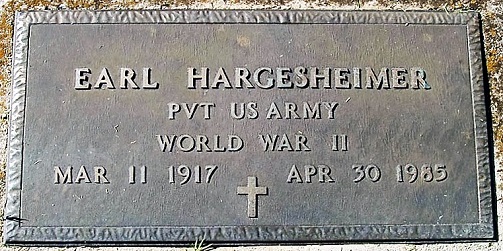 EARL HARGESHEIMER
PVT US ARMY
WORLD WAR II
MAR 11 1917 APR 30 1985